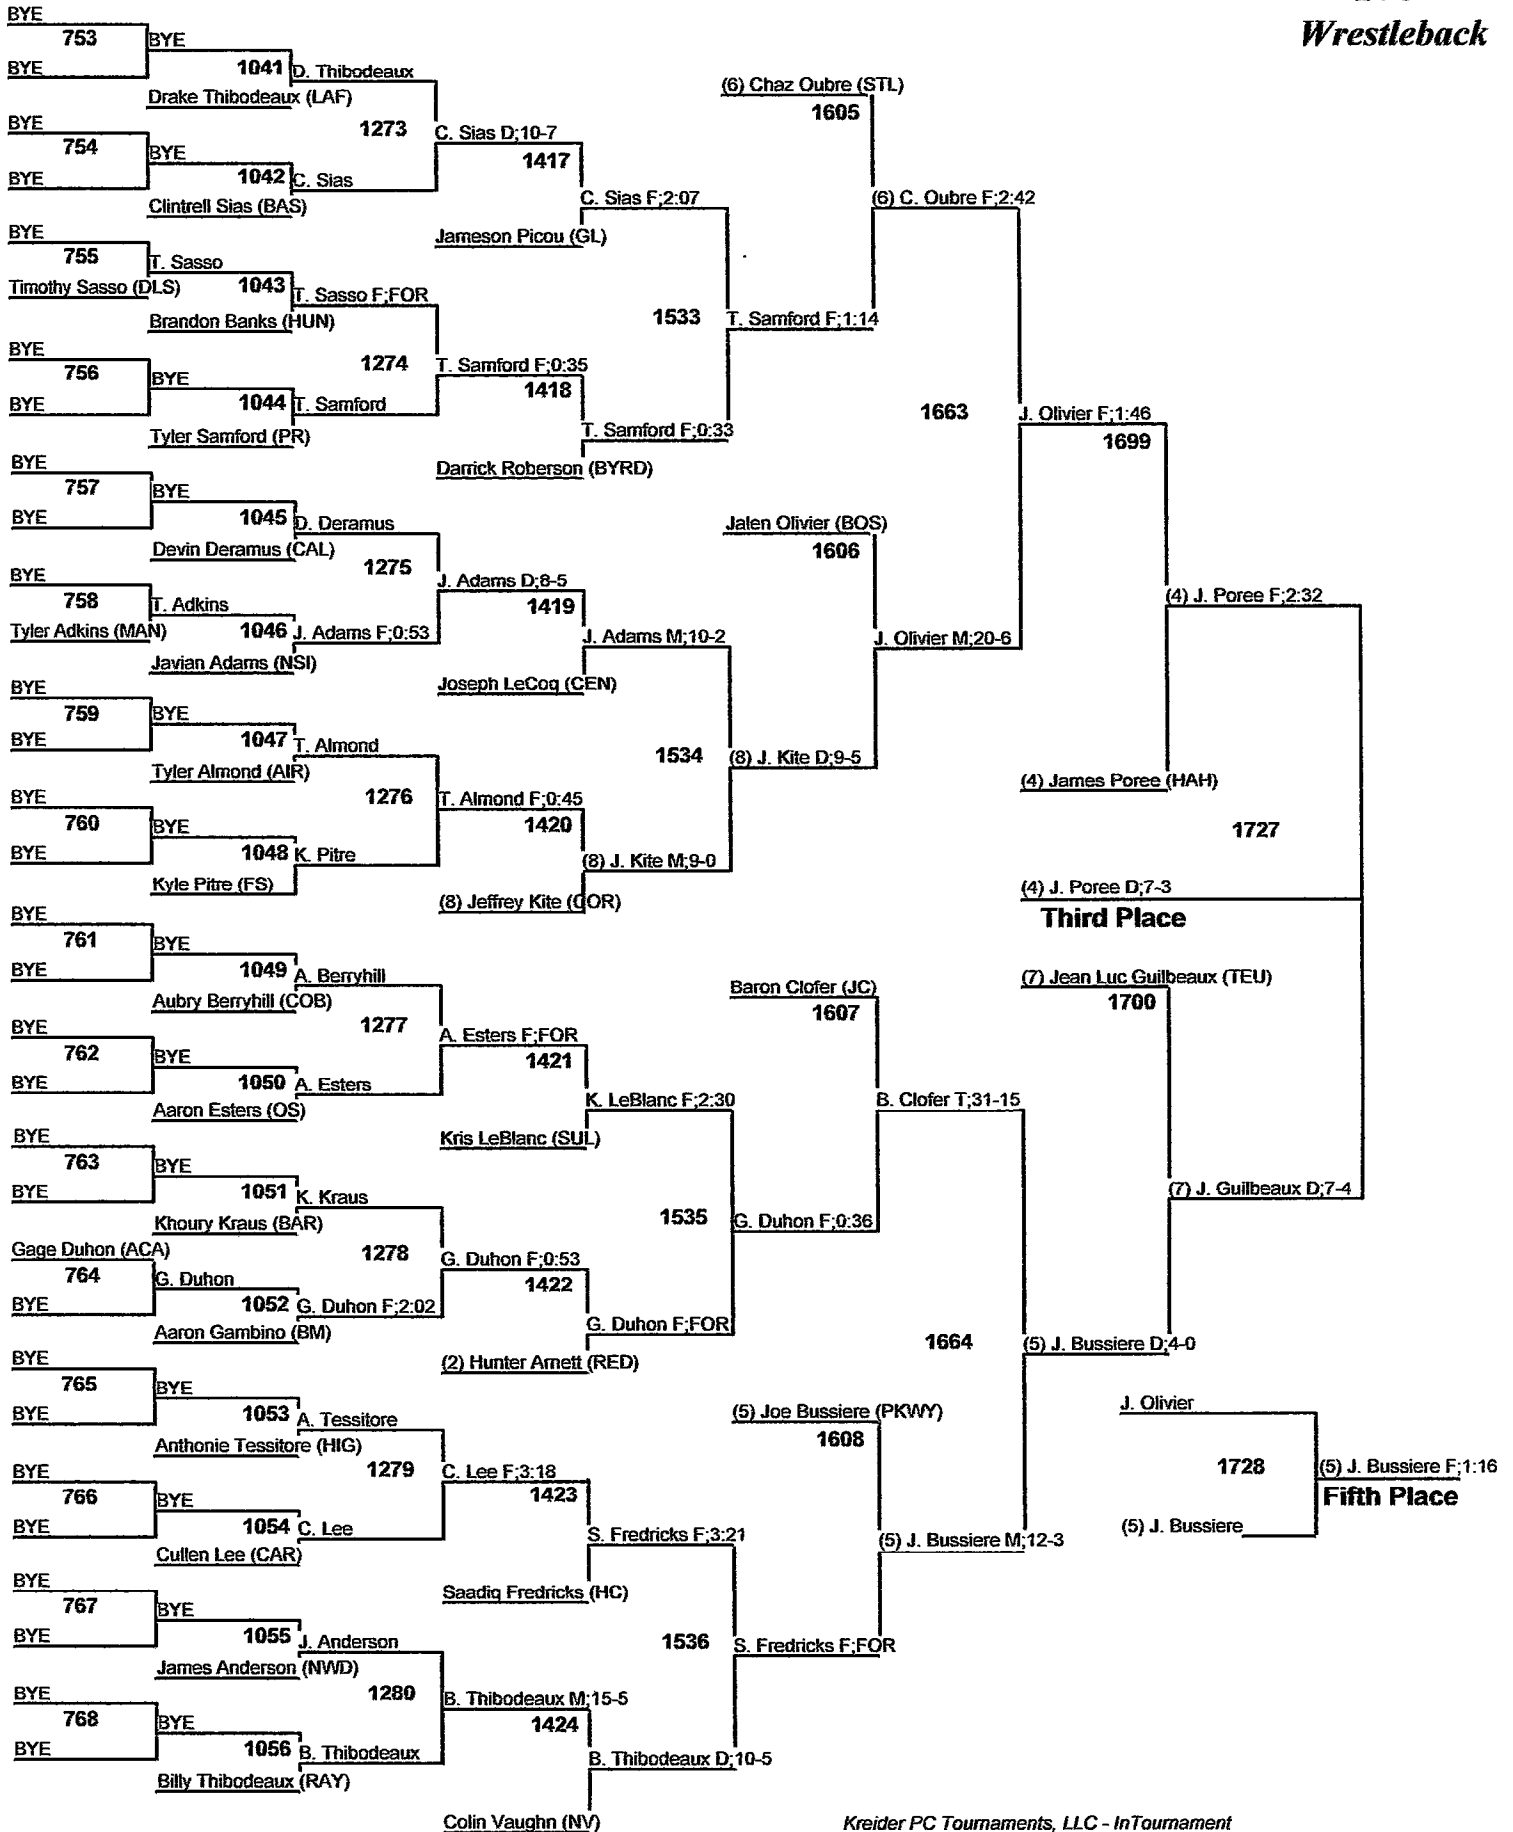 Wrestleback
BYE
753
BYE
BYE
1041
D. Thibodeaux
Drake Thibodeaux (LAF)
1273
C. Sias D;10-7
BYE
754
BYE
BYE
1042
C. Sias
Clintrell Sias (BAS)
1417
C. Sias F;2:07
Jameson Picou (GL)
BYE
755
T. Sasso
Timothy Sasso (DLS)
1043
T. Sasso F;FOR
Brandon Banks (HUN)
1274
T. Samford F;0:35
BYE
756
BYE
BYE
1044
T. Samford
Tyler Samford (PR)
1418
T. Samford F;0:33
Darrick Roberson (BYRD)
1533
T. Samford F;1:14
(6) Chaz Oubre (STL)
1605
(6) C. Oubre F;2:42
BYE
757
BYE
BYE
1045
D. Deramus
Devin Deramus (CAL)
1275
J. Adams D;8-5
BYE
758
T. Adkins
Tyler Adkins (MAN)
1046
J. Adams F;0:53
Javian Adams (NSI)
1419
J. Adams M;10-2
Joseph LeCoq (CEN)
BYE
759
BYE
BYE
1047
T. Almond
Tyler Almond (AIR)
1276
T. Almond F;0:45
BYE
760
BYE
BYE
1048
K. Pitre
Kyle Pitre (FS)
1420
(8) J. Kite M;9-0
(8) Jeffrey Kite (COR)
1534
(8) J. Kite D;9-5
Jalen Olivier (BOS)
1606
J. Olivier M;20-6
1663
J. Olivier F;1:46
1699
(4) J. Poree F;2:32
(4) James Poree (HAH)
1727
(4) J. Poree D;7-3
Third Place
BYE
761
BYE
BYE
1049
A. Berryhill
Aubry Berryhill (COB)
1277
A. Esters F;FOR
BYE
762
BYE
BYE
1050
A. Esters
Aaron Esters (OS)
1421
K. LeBlanc F;2:30
Kris LeBlanc (SUL)
BYE
763
BYE
BYE
1051
K. Kraus
Khoury Kraus (BAR)
1278
G. Duhon F;0:53
Gage Duhon (ACA)
764
G. Duhon
BYE
1052
G. Duhon F;2:02
Aaron Gambino (BM)
1422
G. Duhon F;FOR
(2) Hunter Arnett (RED)
1535
G. Duhon F;0:36
Baron Clofer (JC)
1607
B. Clofer T;31-15
(7) Jean Luc Guilbeaux (TEU)
1700
(7) J. Guilbeaux D;7-4
BYE
765
BYE
BYE
1053
A. Tessitore
Anthonie Tessitore (HIG)
1279
C. Lee F;3:18
BYE
766
BYE
BYE
1054
C. Lee
Cullen Lee (CAR)
1423
S. Fredricks F;3:21
Saadiq Fredricks (HC)
BYE
767
BYE
BYE
1055
J. Anderson
James Anderson (NWD)
1280
B. Thibodeaux M;15-5
BYE
768
BYE
BYE
1056
B. Thibodeaux
Billy Thibodeaux (RAY)
1424
B. Thibodeaux D;10-5
Colin Vaughn (NV)
1536
S. Fredricks F;FOR
(5) Joe Bussiere (PKWY)
1608
(5) J. Bussiere M;12-3
1664
(5) J. Bussiere D;4-0
J. Olivier
1728
(5) J. Bussiere F;1:16
Fifth Place
(5) J. Bussiere
Kreider PC Tournaments, LLC - InTournament